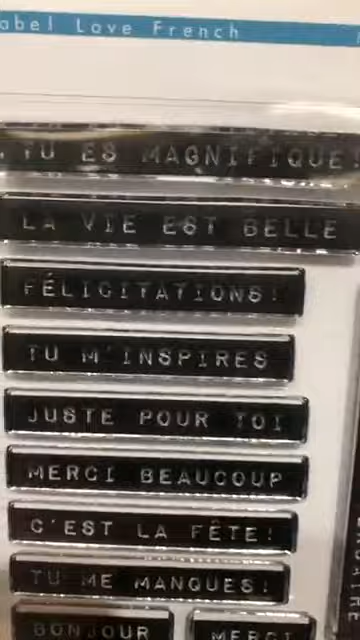 abel Love French
TU ES MAGNIFIQUE
LA VIE EST BELLE
FÉLICITATIONS!
TU M'INSPIRES
JUSTE POUR TOI
MERCI BEAUCOUP
C'EST LA FÊTE!
TU ME MANQUES!
BONJOUR
MER